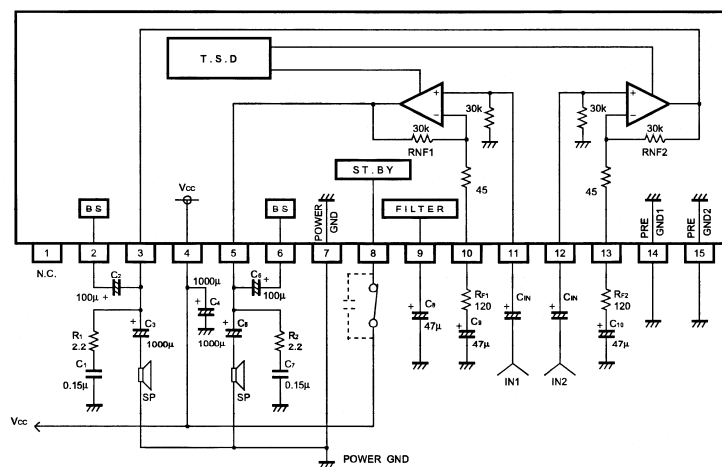 T.S.D
30k
30k
30k
30k
RNF1
RNF2
ST.BY
45
45
VCC
BS
BS
POWER GND
FILTER
PRE GND1
PRE GND2
1
2
3
4
5
6
7
8
9
10
11
12
13
14
15
N.C.
C2
100μ +
1000μ
+ C4
C6 +
100μ
R1
2.2
+ C3
1000μ
1000μ
+ C5
R2
2.2
C1
0.15μ
SP
SP
C7
0.15μ
+ C8
47μ
RF1
120
+ C9
47μ
+ CIN
+ CIN
RF2
120
+ C10
47μ
IN1
IN2
VCC
POWER GND